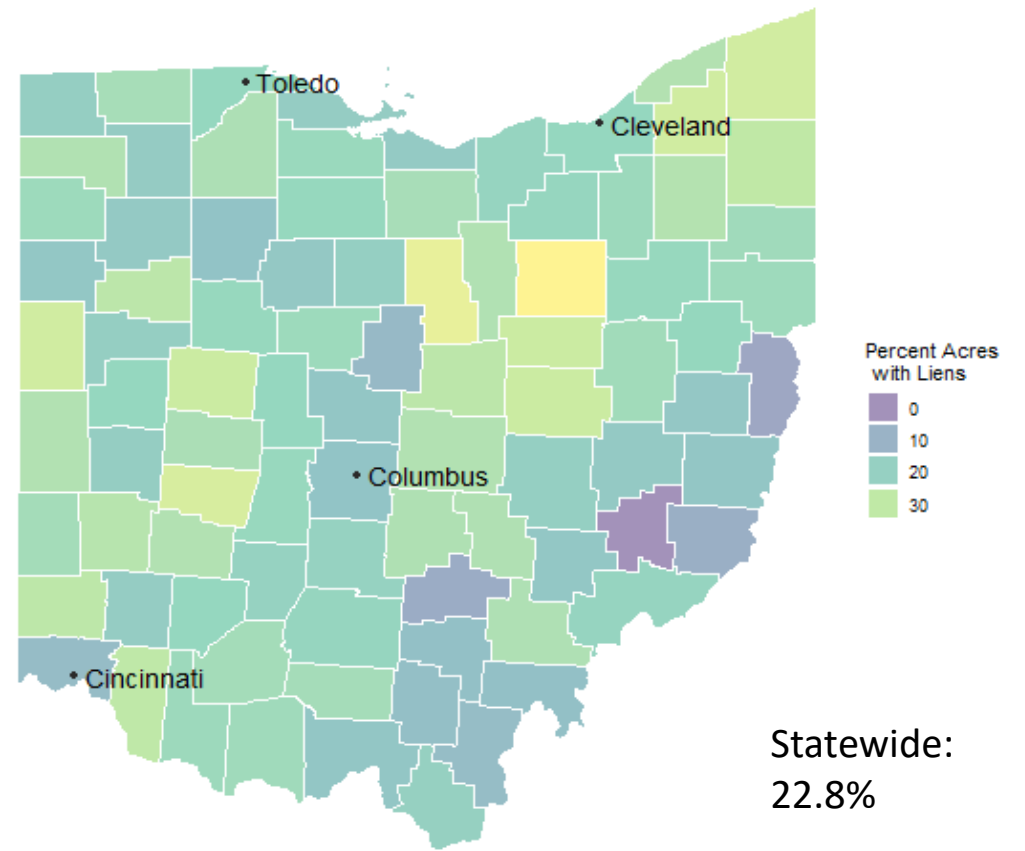 Toledo
Cleveland
Percent Acres
with Liens
0
10
20
30
Columbus
Cincinnati
Statewide:
22.8%